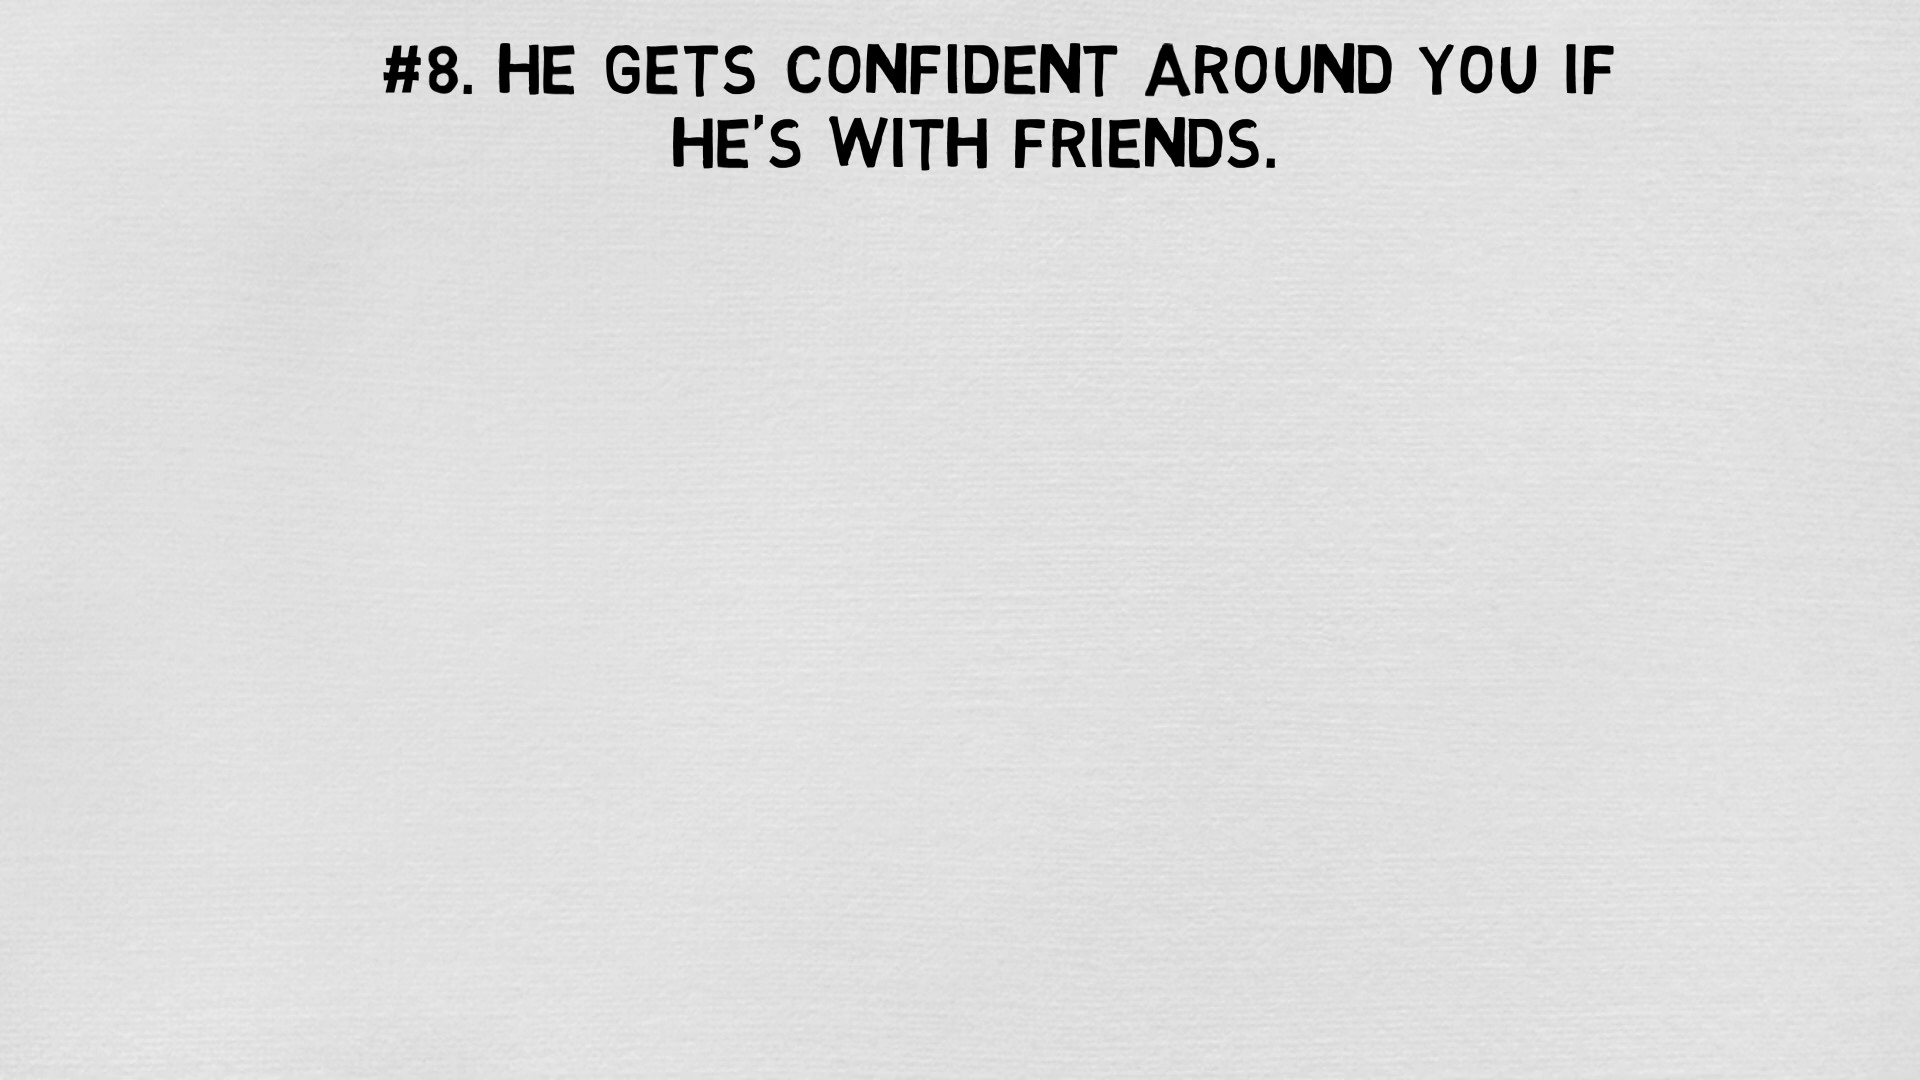 #8. HE GETS CONFIDENT AROUND YOU IF
HE'S WITH FRIENDS.